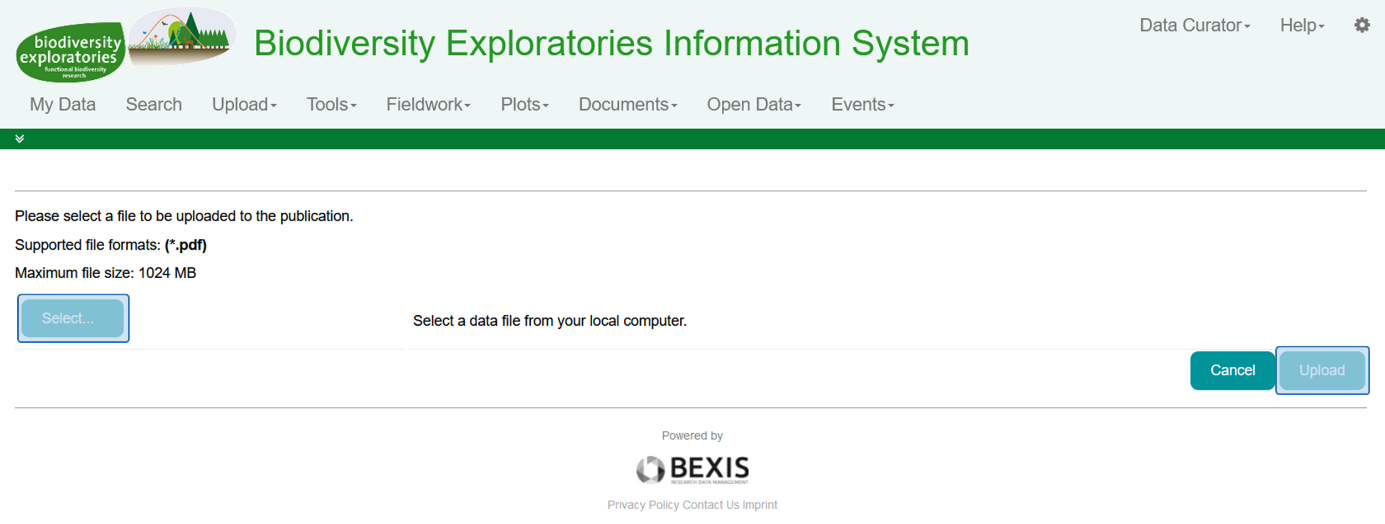 biodiversity
exploratories
functional biodiversity
research
Biodiversity Exploratories Information System
Data Curator
Help
My Data
Search
Upload
Tools
Fieldwork
Plots
Documents
Open Data
Events
Please select a file to be uploaded to the publication.
Supported file formats: (*.pdf)
Maximum file size: 1024 MB
Select...
Select a data file from your local computer.
Cancel
Upload
Powered by
BEXIS
RESEARCH DATA MANAGEMENT
Privacy Policy Contact Us Imprint